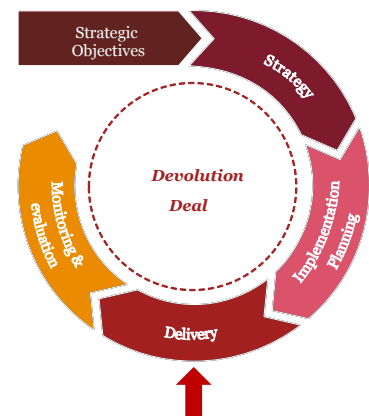 Strategic
Objectives
Strategy
Implementation
Planning
Delivery
Monitoring &
evaluation
Devolution
Deal